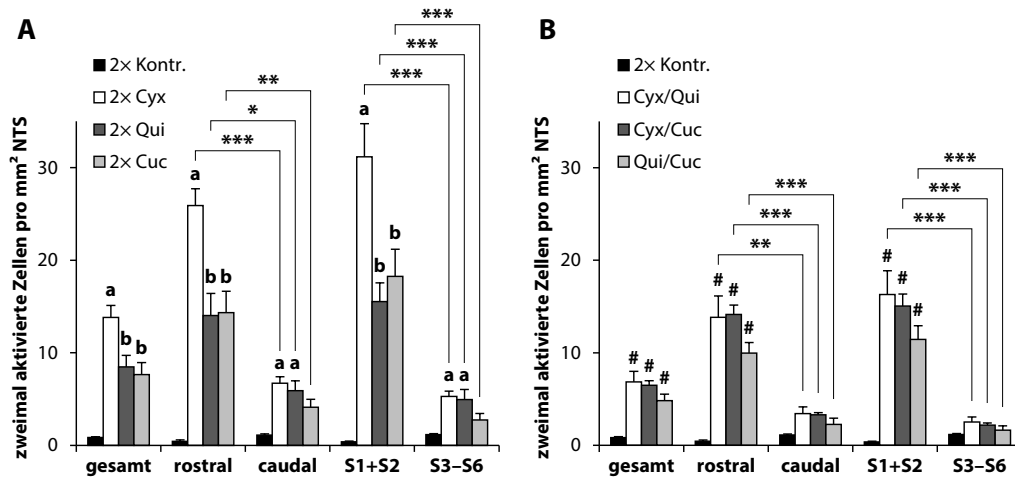 A
2× Kontr.
2× Cyx
2× Qui
2× Cuc
zweimal aktivierte Zellen pro mm² NTS
30
20
10
0
a
b
b
a
b
b
a
a
a
b
b
a
a
***
*
**
***
***
***
gesamt
rostral
caudal
S1+S2
S3–S6
B
2× Kontr.
Cyx/Qui
Cyx/Cuc
Qui/Cuc
zweimal aktivierte Zellen pro mm² NTS
30
20
10
0
#
#
#
#
#
#
#
#
#
**
***
***
***
***
***
gesamt
rostral
caudal
S1+S2
S3–S6